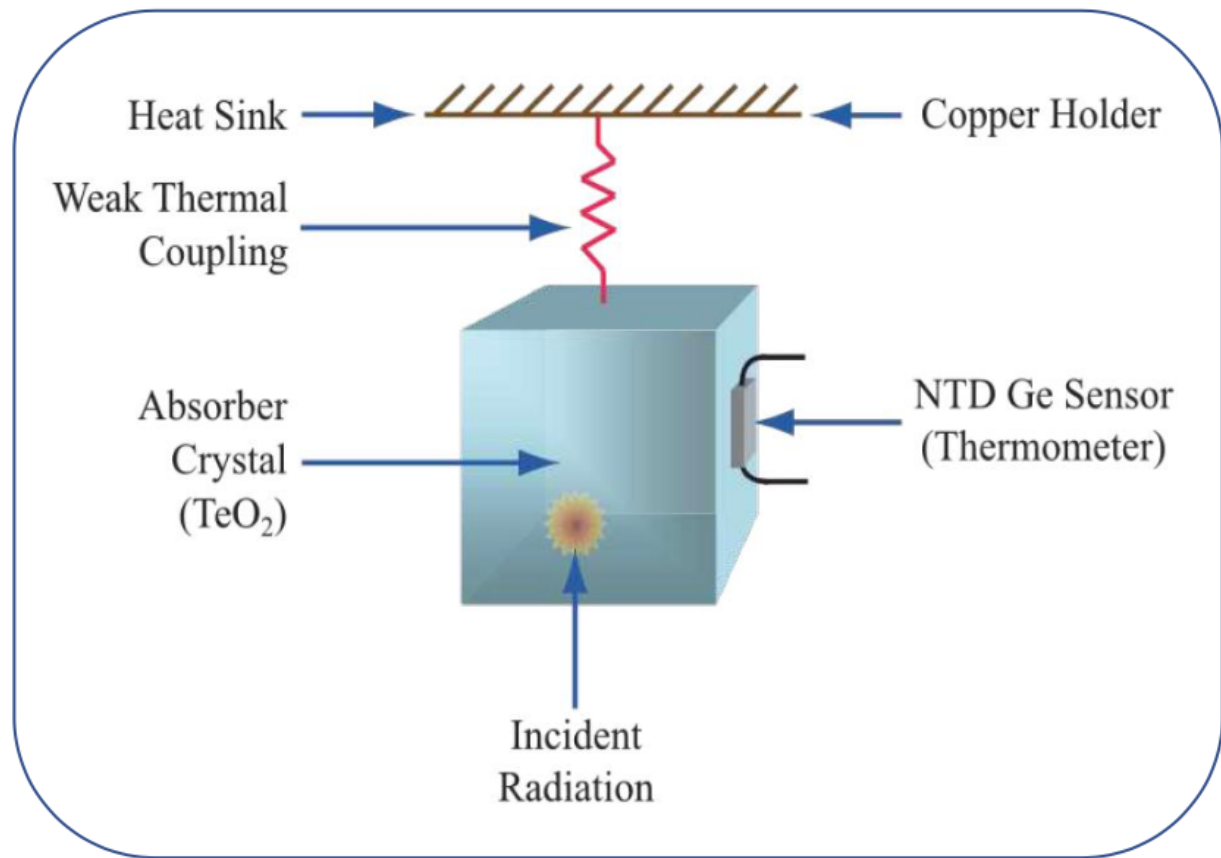 Heat Sink
Copper Holder
Weak Thermal
Coupling
Absorber
Crystal
(TeO₂)
NTD Ge Sensor
(Thermometer)
Incident
Radiation